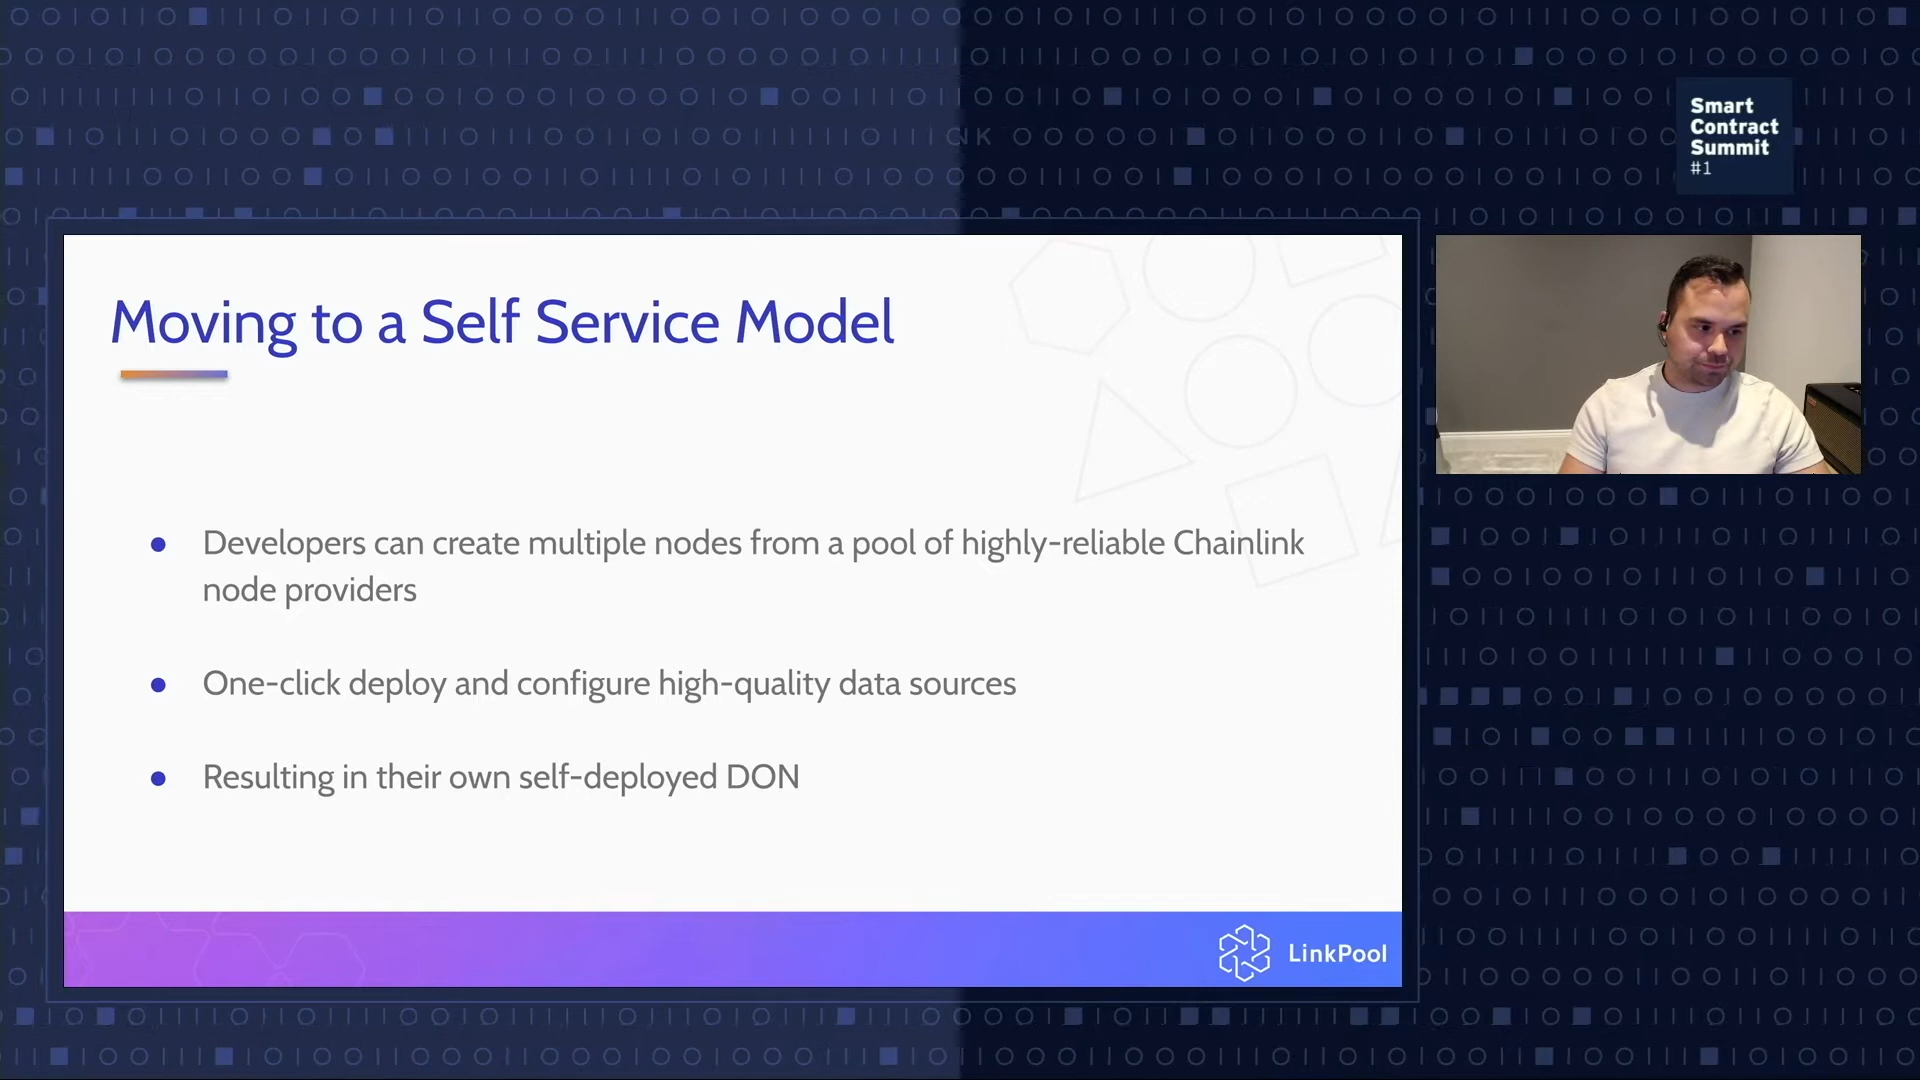 Smart
Contract
Summit
#1
Moving to a Self Service Model
Developers can create multiple nodes from a pool of highly-reliable Chainlink
node providers
One-click deploy and configure high-quality data sources
Resulting in their own self-deployed DON
LinkPool